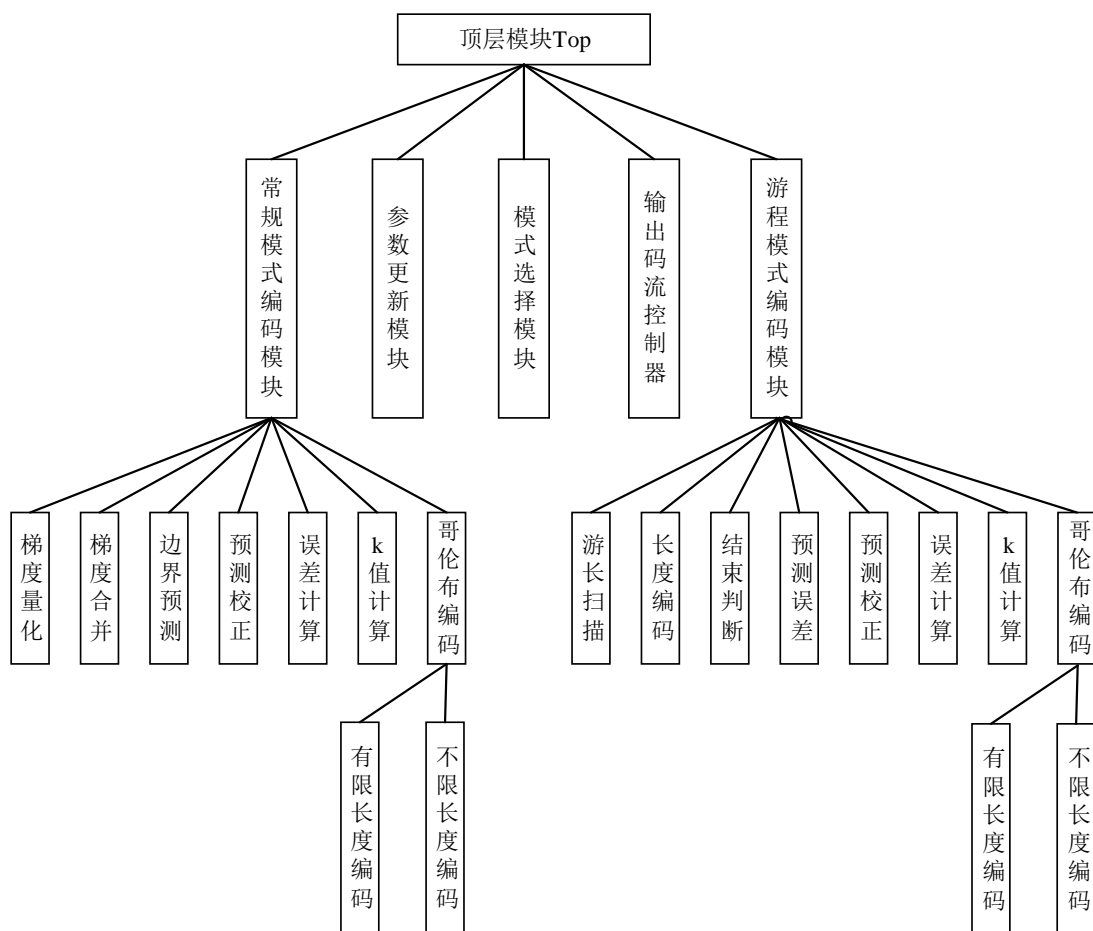 顶层模块Top
常规模式编码模块
参数更新模块
模式选择模块
输出码流控制器
游程模式编码模块
梯度量化
梯度合并
边界预测
预测校正
误差计算
k值计算
哥伦布编码
游长扫描
长度编码
结束判断
预测误差
预测校正
误差计算
k值计算
哥伦布编码
有限长度编码
不限长度编码
有限长度编码
不限长度编码